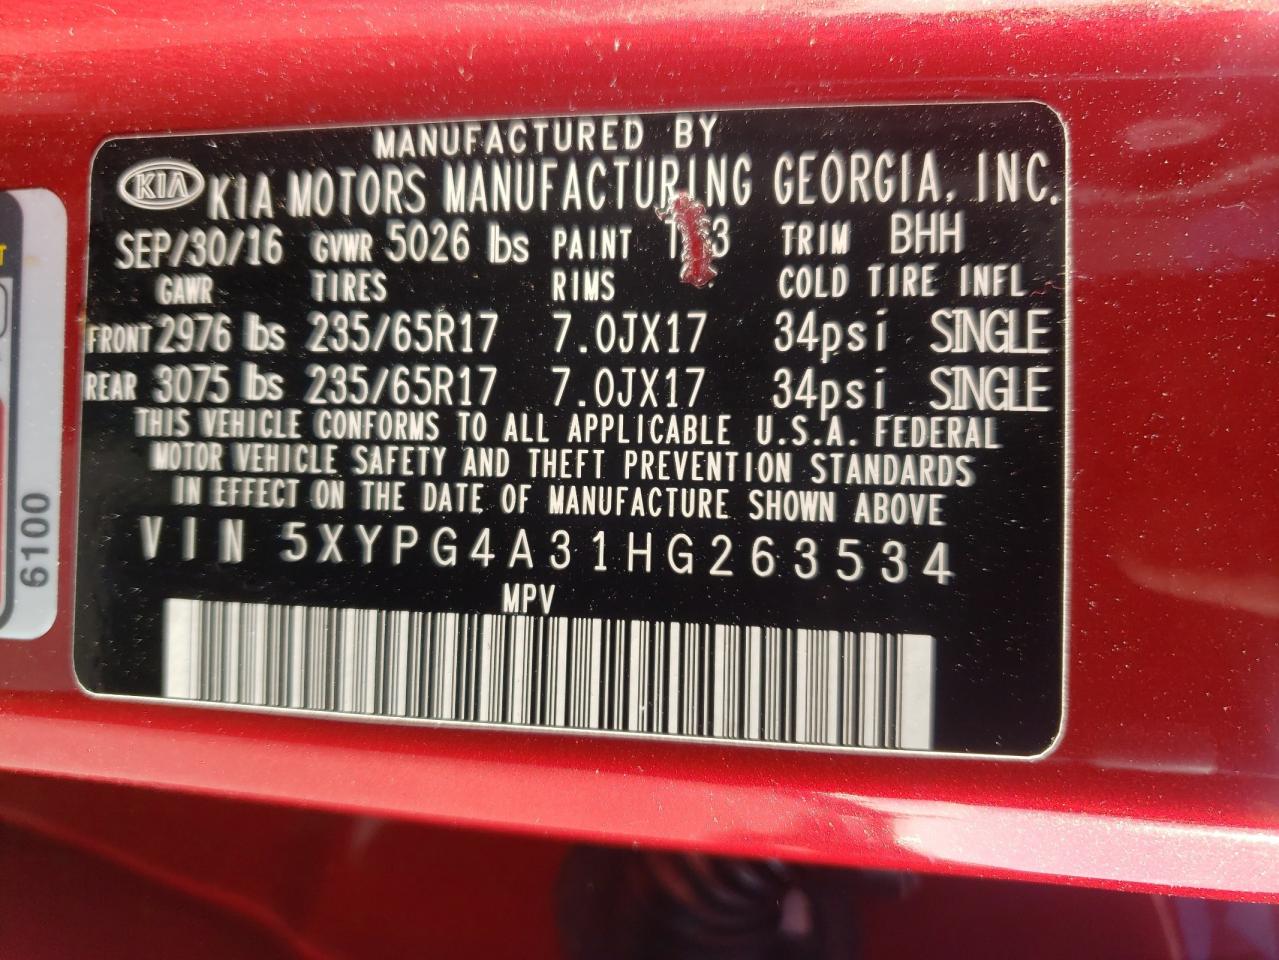 MANUFACTURED BY
KIA KIA MOTORS MANUFACTURING GEORGIA, INC.
SEP/30/16 GVWR 5026 lbs PAINT TRIM BHH
GAWR TIRES RIMS COLD TIRE INFL
FRONT 2976 lbs 235/65R17 7.0JX17 34psi SINGLE
REAR 3075 lbs 235/65R17 7.0JX17 34psi SINGLE
THIS VEHICLE CONFORMS TO ALL APPLICABLE U.S.A. FEDERAL
MOTOR VEHICLE SAFETY AND THEFT PREVENTION STANDARDS
IN EFFECT ON THE DATE OF MANUFACTURE SHOWN ABOVE
VIN 5XYPG4A31HG263534
MPV
6100